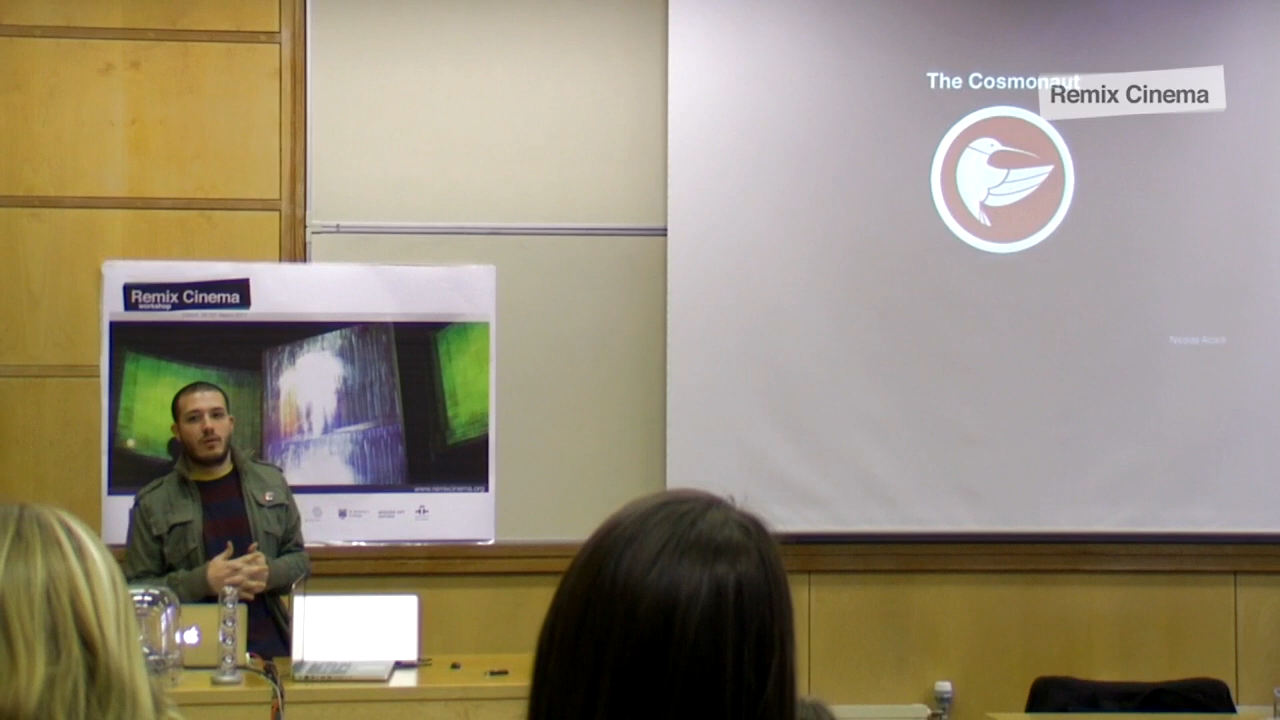 The Cosmonaut
Remix Cinema
Remix Cinema
workshop
www.remixcinema.org